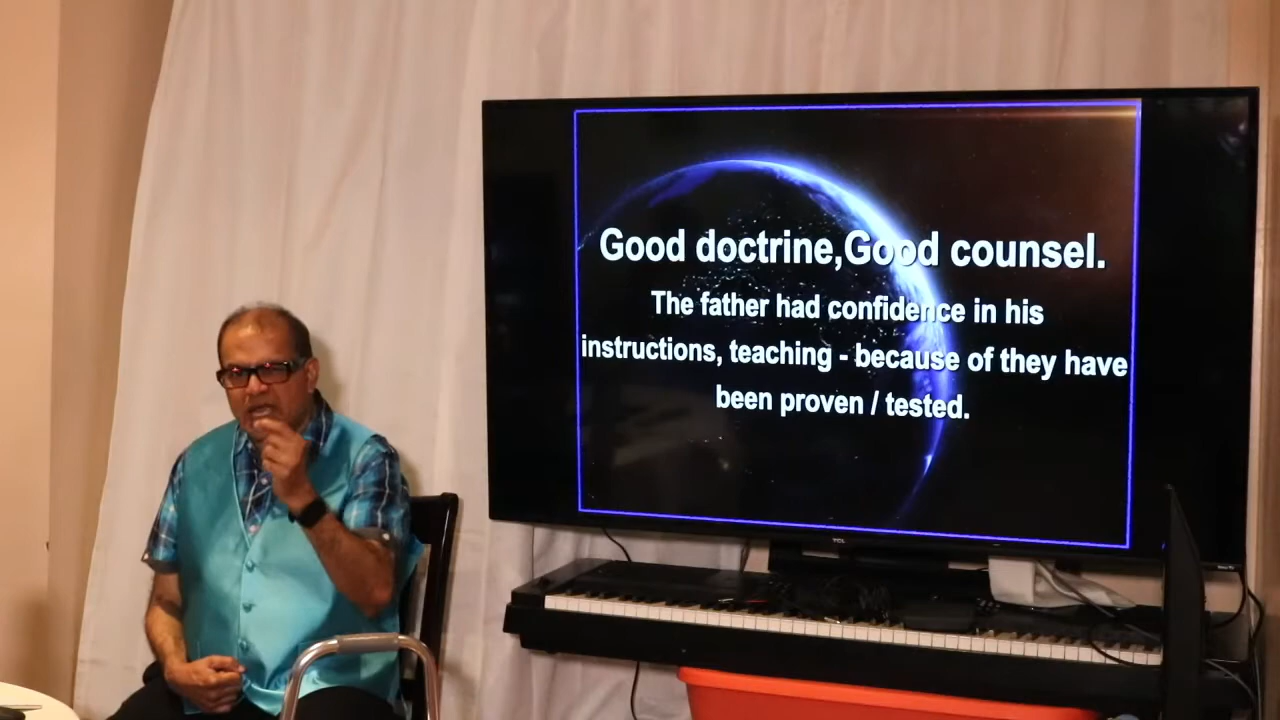 Good doctrine,Good counsel.
The father had confidence in his
instructions, teaching - because of they have
been proven / tested.
TCL